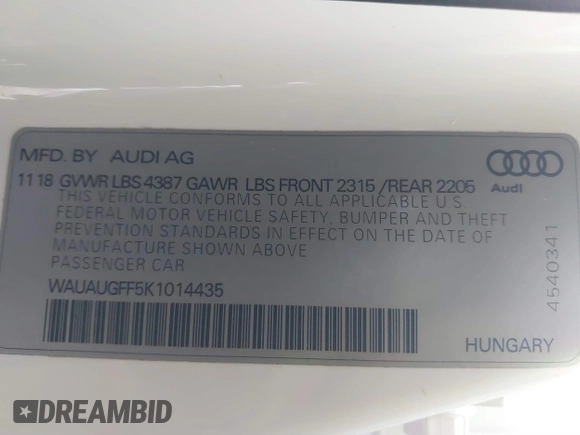 MFD. BY AUDI AG
11 18 GVWR LBS 4387 GAWR LBS FRONT 2315 /REAR 2205
Audi
THIS VEHICLE CONFORMS TO ALL APPLICABLE U.S.
FEDERAL MOTOR VEHICLE SAFETY, BUMPER AND THEFT
PREVENTION STANDARDS IN EFFECT ON THE DATE OF
MANUFACTURE SHOWN ABOVE
PASSENGER CAR
4540341
WAUAUGFF5K1014435
HUNGARY
DREAMBID